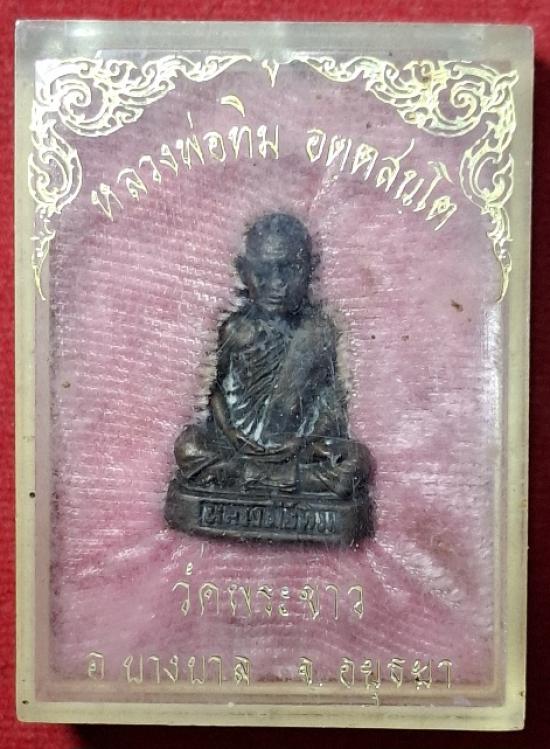 หลวงพ่อทิม อตตสนโต
วัดพระขาว
อ บางบาล จ. อยุธยา